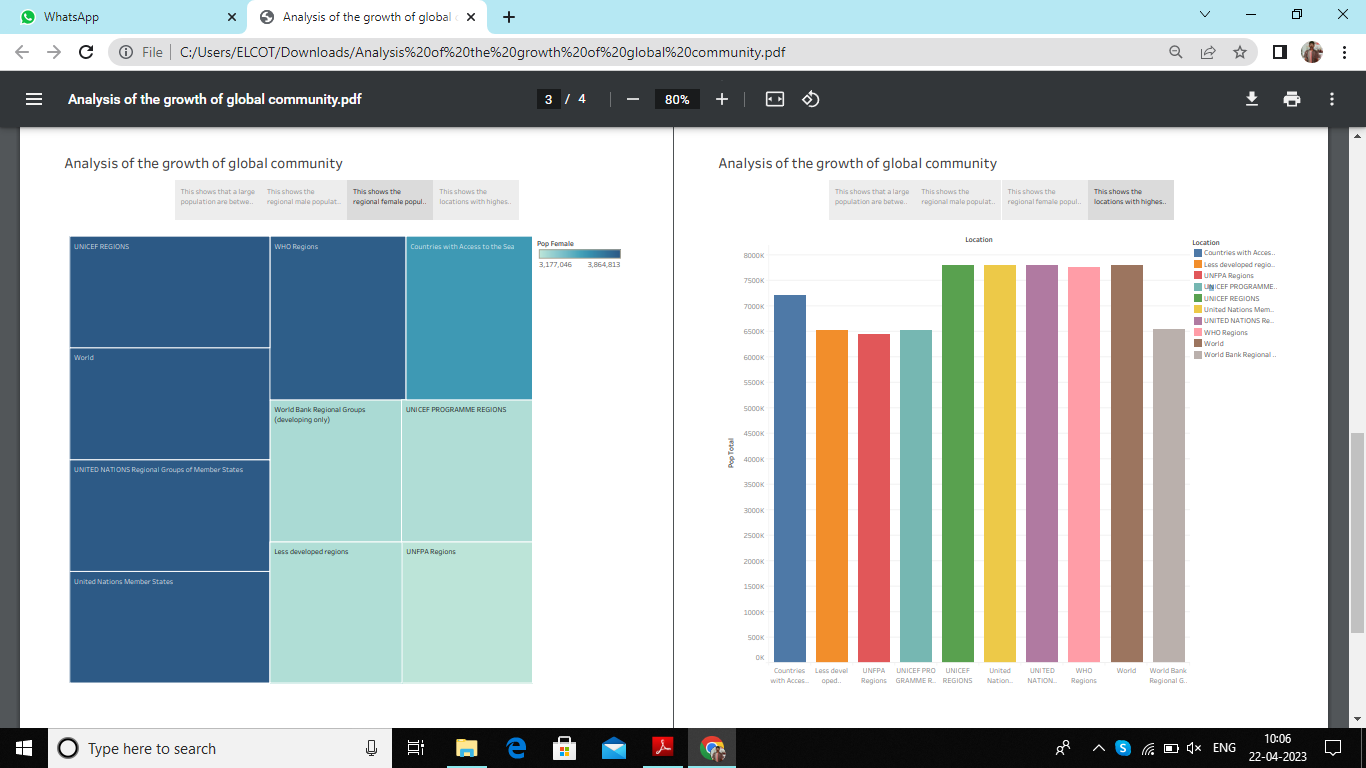 WhatsApp
Analysis of the growth of global c
File
C:/Users/ELCOT/Downloads/Analysis%20of%20the%20growth%20of%20global%20community.pdf
Analysis of the growth of global community.pdf
3 / 4
80%
Analysis of the growth of global community
This shows that a large
population are betwe..
This shows the
regional male populat..
This shows the
regional female popul..
This shows the
locations with highes..
UNICEF REGIONS
WHO Regions
Countries with Access to the Sea
World
World Bank Regional Groups
(developing only)
UNICEF PROGRAMME REGIONS
UNITED NATIONS Regional Groups of Member States
Less developed regions
UNFPA Regions
United Nations Member States
Pop Female
3,177,046 3,864,813
Analysis of the growth of global community
This shows that a large
population are betwe..
This shows the
regional male populat..
This shows the
regional female popul..
This shows the
locations with highes..
Location
Pop Total
8000K
7500K
7000K
6500K
6000K
5500K
5000K
4500K
4000K
3500K
3000K
2500K
2000K
1500K
1000K
500K
0K
Countries
with Acces..
Less devel
oped..
UNFPA
Regions
UNICEF PRO
GRAMME R..
UNICEF
REGIONS
United
Nation..
UNITED
NATION..
WHO
Regions
World
World Bank
Regional G..
Location
Countries with Acces..
Less developed regio..
UNFPA Regions
UNICEF PROGRAMME..
UNICEF REGIONS
United Nations Mem..
UNITED NATIONS Re..
WHO Regions
World
World Bank Regional ..
Type here to search
ENG
10:06
22-04-2023